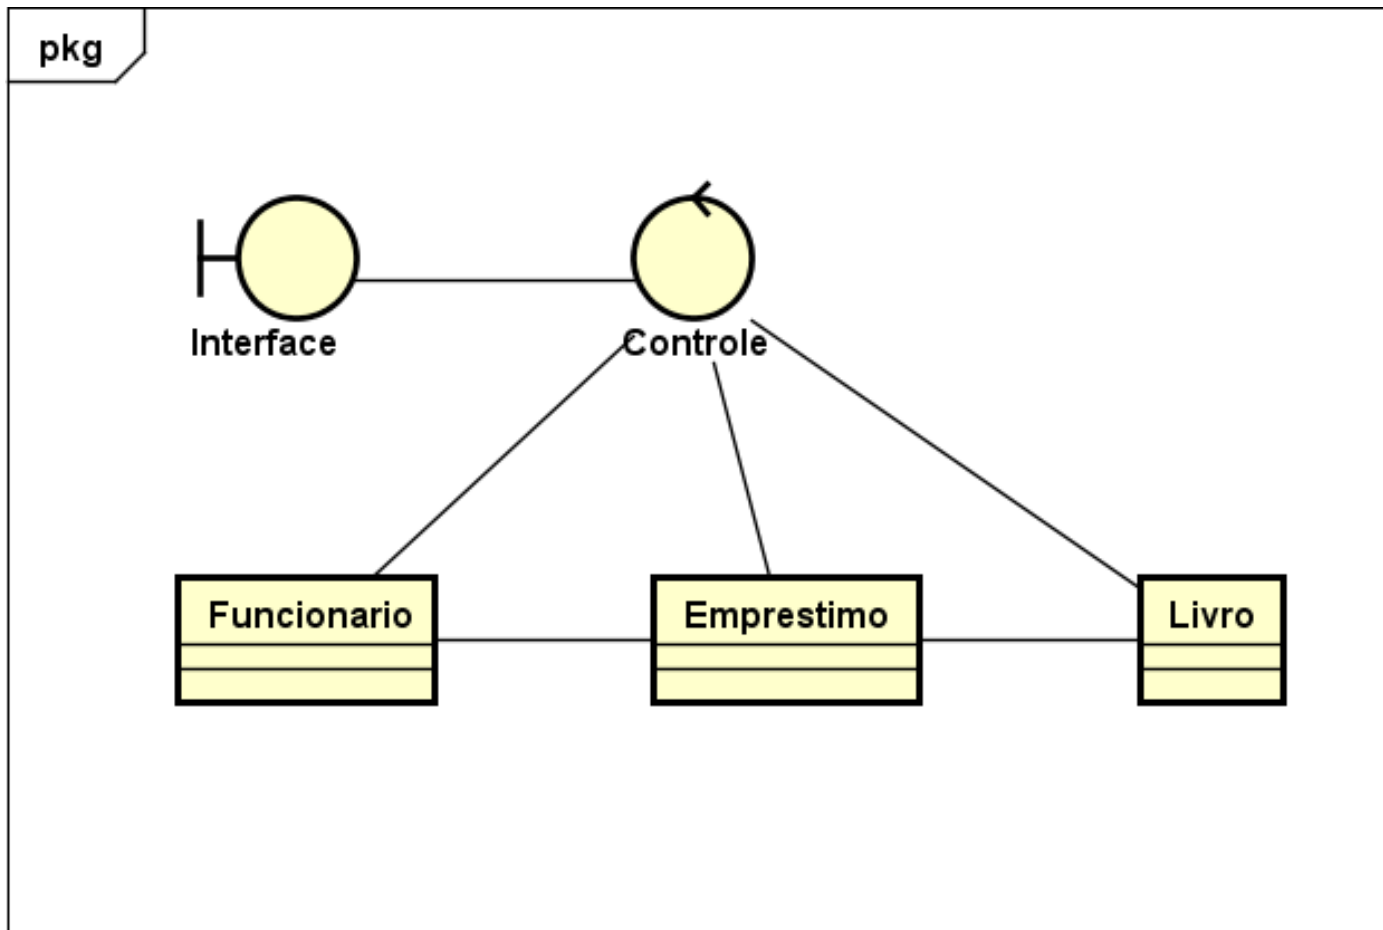 pkg
Interface
Controle
Funcionario
Emprestimo
Livro